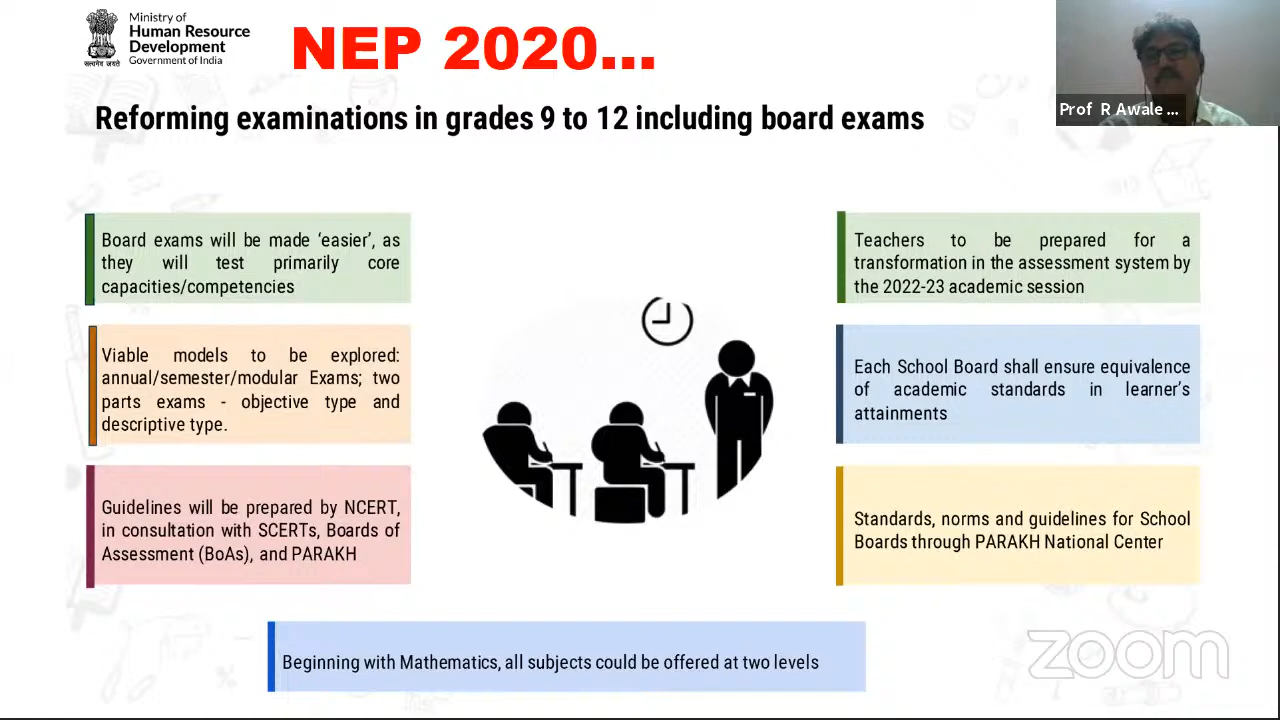 Ministry of
Human Resource
Development
Government of India
सत्यमेव जयते
NEP 2020...
Prof R Awale ...
Reforming examinations in grades 9 to 12 including board exams
Board exams will be made ‘easier’, as
they will test primarily core
capacities/competencies
Viable models to be explored:
annual/semester/modular Exams; two
parts exams - objective type and
descriptive type.
Guidelines will be prepared by NCERT,
in consultation with SCERTs, Boards of
Assessment (BoAs), and PARAKH
Teachers to be prepared for a
transformation in the assessment system by
the 2022-23 academic session
Each School Board shall ensure equivalence
of academic standards in learner’s
attainments
Standards, norms and guidelines for School
Boards through PARAKH National Center
Beginning with Mathematics, all subjects could be offered at two levels
zoom